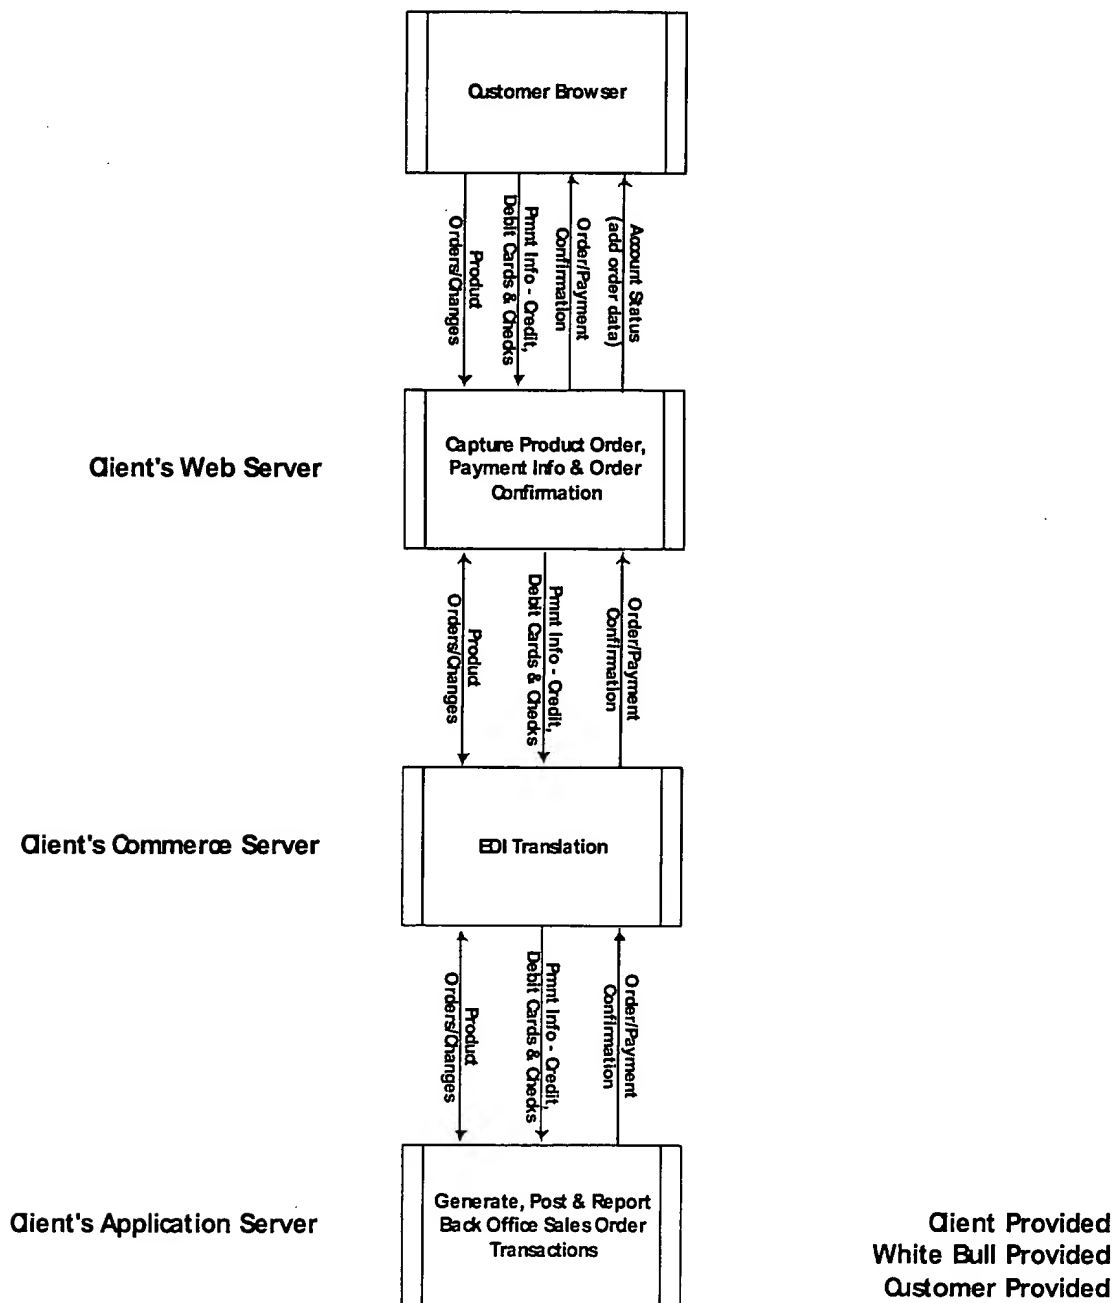 Customer Browser
Product
Orders/Changes
Pmnt Info - Credit,
Debit Cards & Checks
Order/Payment
Confirmation
Account Status
(add order data)
Client's Web Server
Capture Product Order,
Payment Info & Order
Confirmation
Product
Orders/Changes
Pmnt Info - Credit,
Debit Cards & Checks
Order/Payment
Confirmation
Client's Commerce Server
EDI Translation
Product
Orders/Changes
Pmnt Info - Credit,
Debit Cards & Checks
Order/Payment
Confirmation
Client's Application Server
Generate, Post & Report
Back Office Sales Order
Transactions
Client Provided
White Bull Provided
Customer Provided